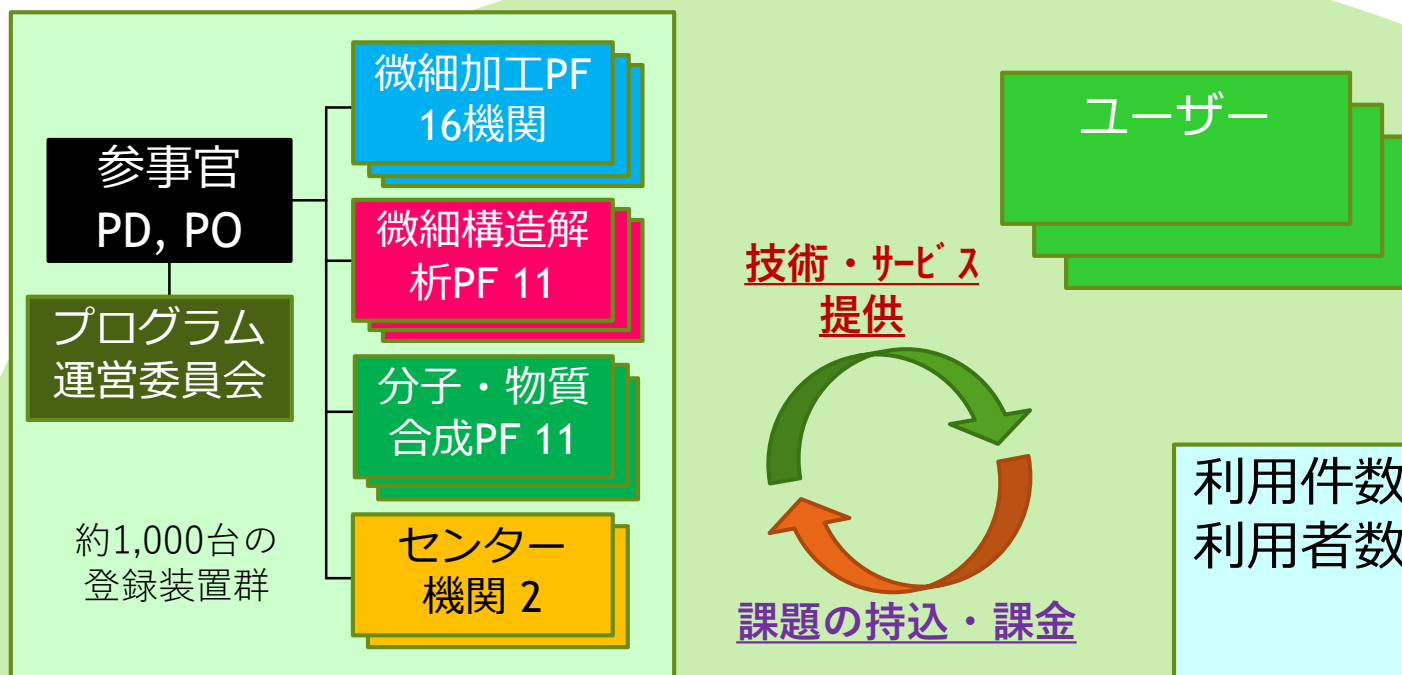 参事官
PD, PO
プログラム
運営委員会
約1,000台の
登録装置群
微細加工PF
16機関
微細構造解
析PF 11
分子・物質
合成PF 11
センター
機関 2
技術・ｻｰﾋﾞｽ
提供
課題の持込・課金
ユーザー
利用件数
利用者数